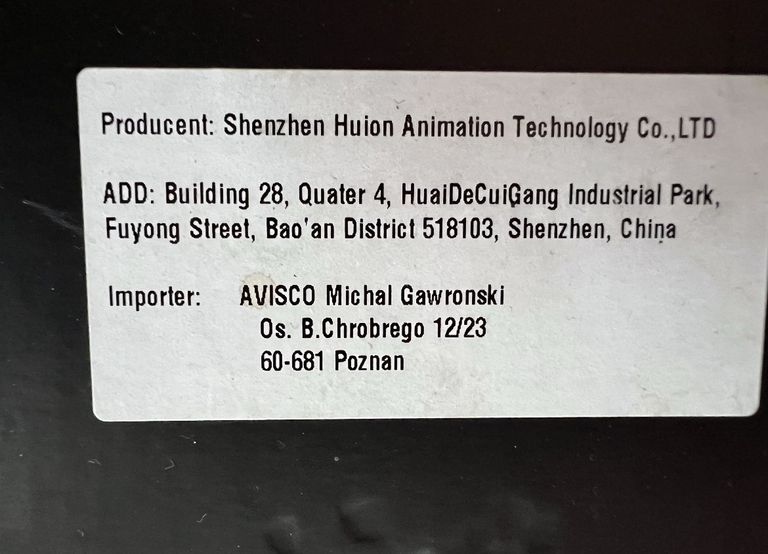 Producent: Shenzhen Huion Animation Technology Co.,LTD
ADD: Building 28, Quater 4, HuaiDeCuiGang Industrial Park,
Fuyong Street, Bao'an District 518103, Shenzhen, China
Importer: AVISCO Michal Gawronski
Os. B.Chrobrego 12/23
60-681 Poznan